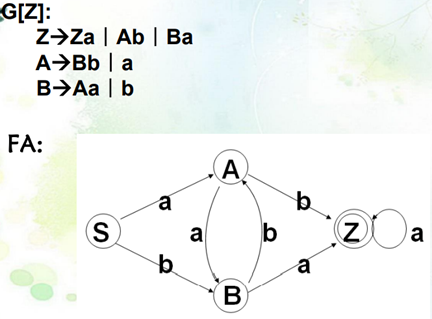 G[Z]:
Z→Za | Ab | Ba
A→Bb | a
B→Aa | b
FA:
A
a
b
S
a
b
Z
a
b
a
B